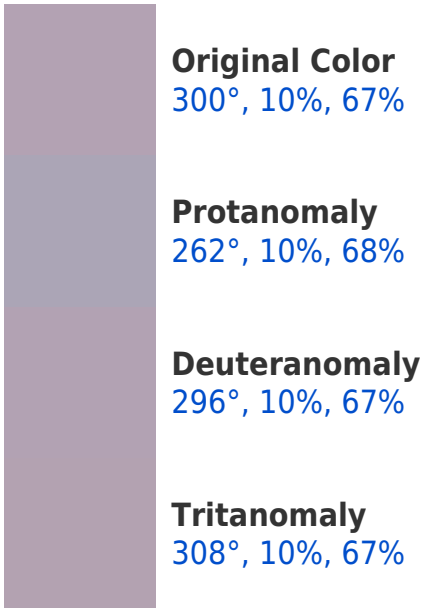 Original Color
300°, 10%, 67%
Protanomaly
262°, 10%, 68%
Deuteranomaly
296°, 10%, 67%
Tritanomaly
308°, 10%, 67%